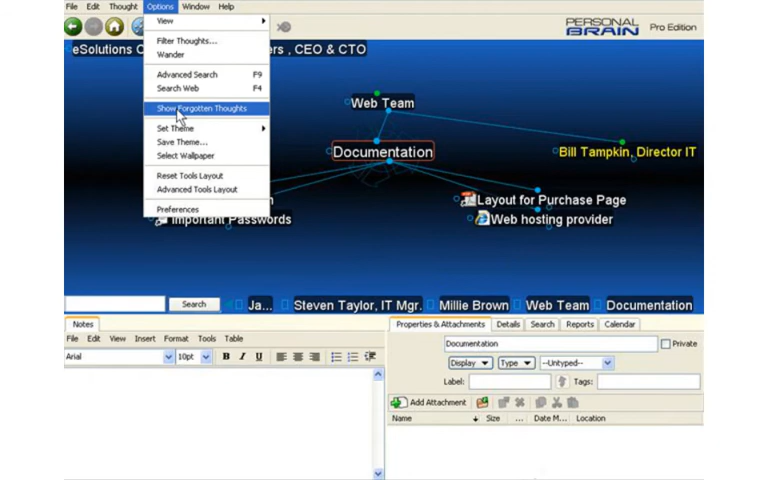 File Edit Thought Options Window Help
PERSONAL
BRAIN Pro Edition
View
Filter Thoughts...
Wander
Advanced Search F9
Search Web F4
Show Forgotten Thoughts
Set Theme
Save Theme...
Select Wallpaper
Reset Tools Layout
Advanced Tools Layout
Preferences
eSolutions
, CEO & CTO
Web Team
Documentation
Bill Tampkin, Director IT
Layout for Purchase Page
Important Passwords
Web hosting provider
Search Ja... Steven Taylor, IT Mgr. Millie Brown Web Team Documentation
Notes
File Edit View Insert Format Tools Table
Arial 10pt B I U
Properties & Attachments Details Search Reports Calendar
Documentation Private
Display Type --Untyped--
Label: Tags:
Add Attachment
Name Size ... Date M... Location